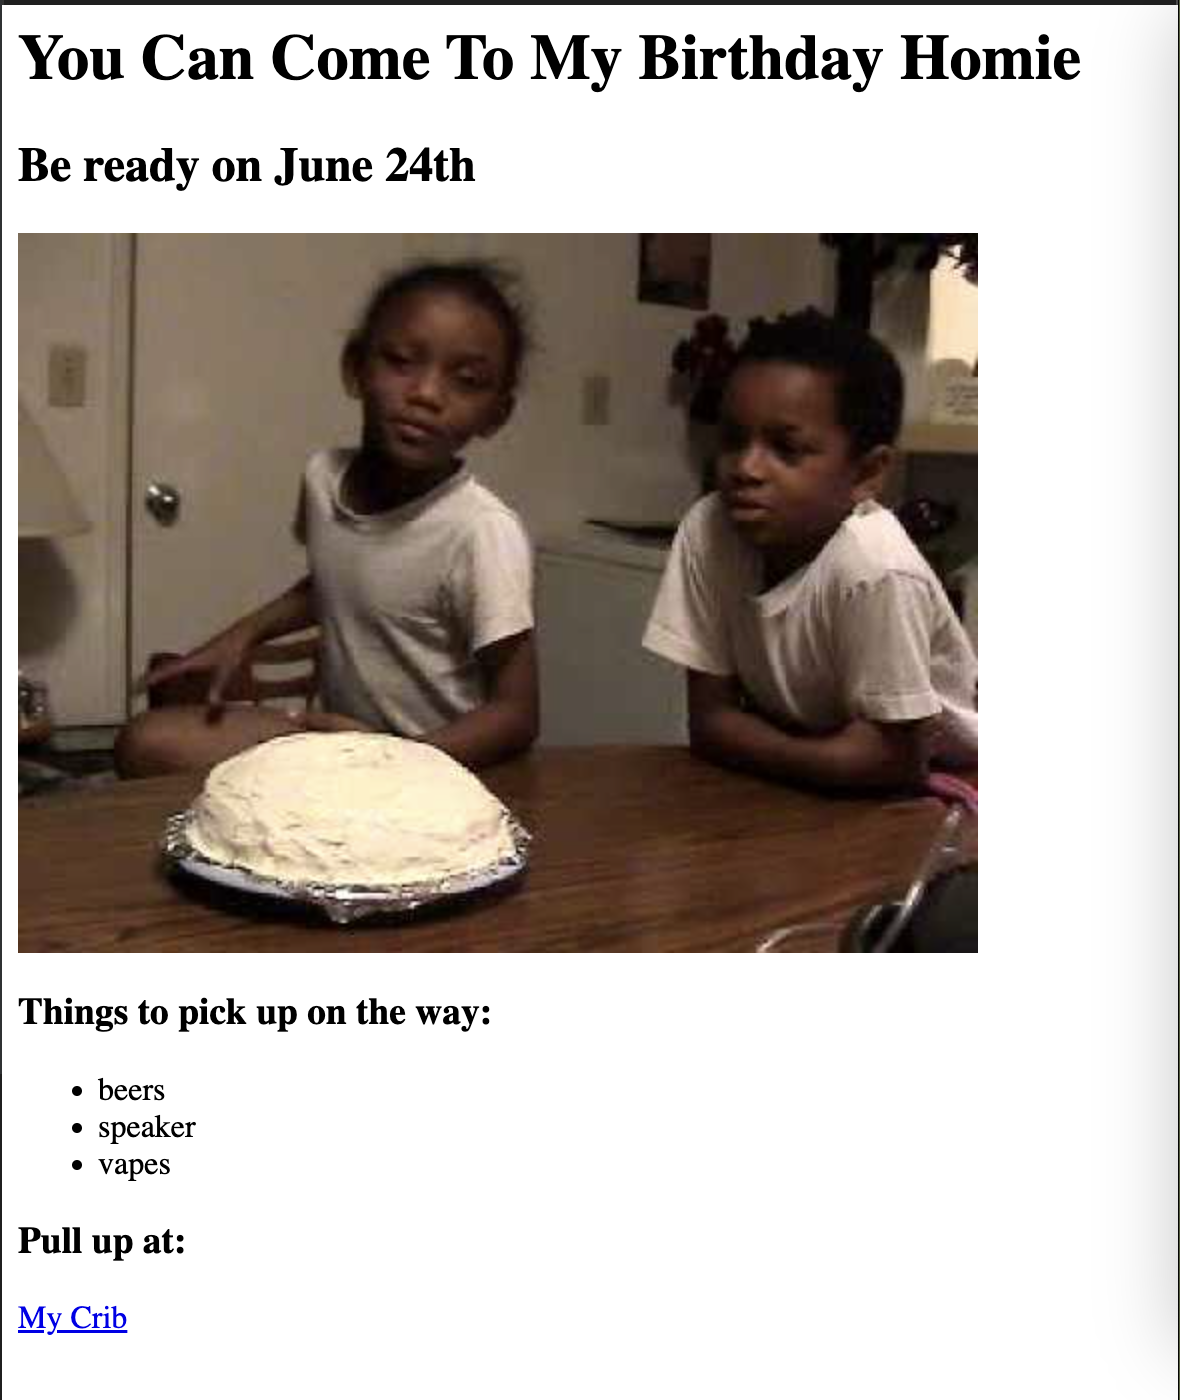 You Can Come To My Birthday Homie
Be ready on June 24th
Things to pick up on the way:
beers
speaker
vapes
Pull up at:
My Crib